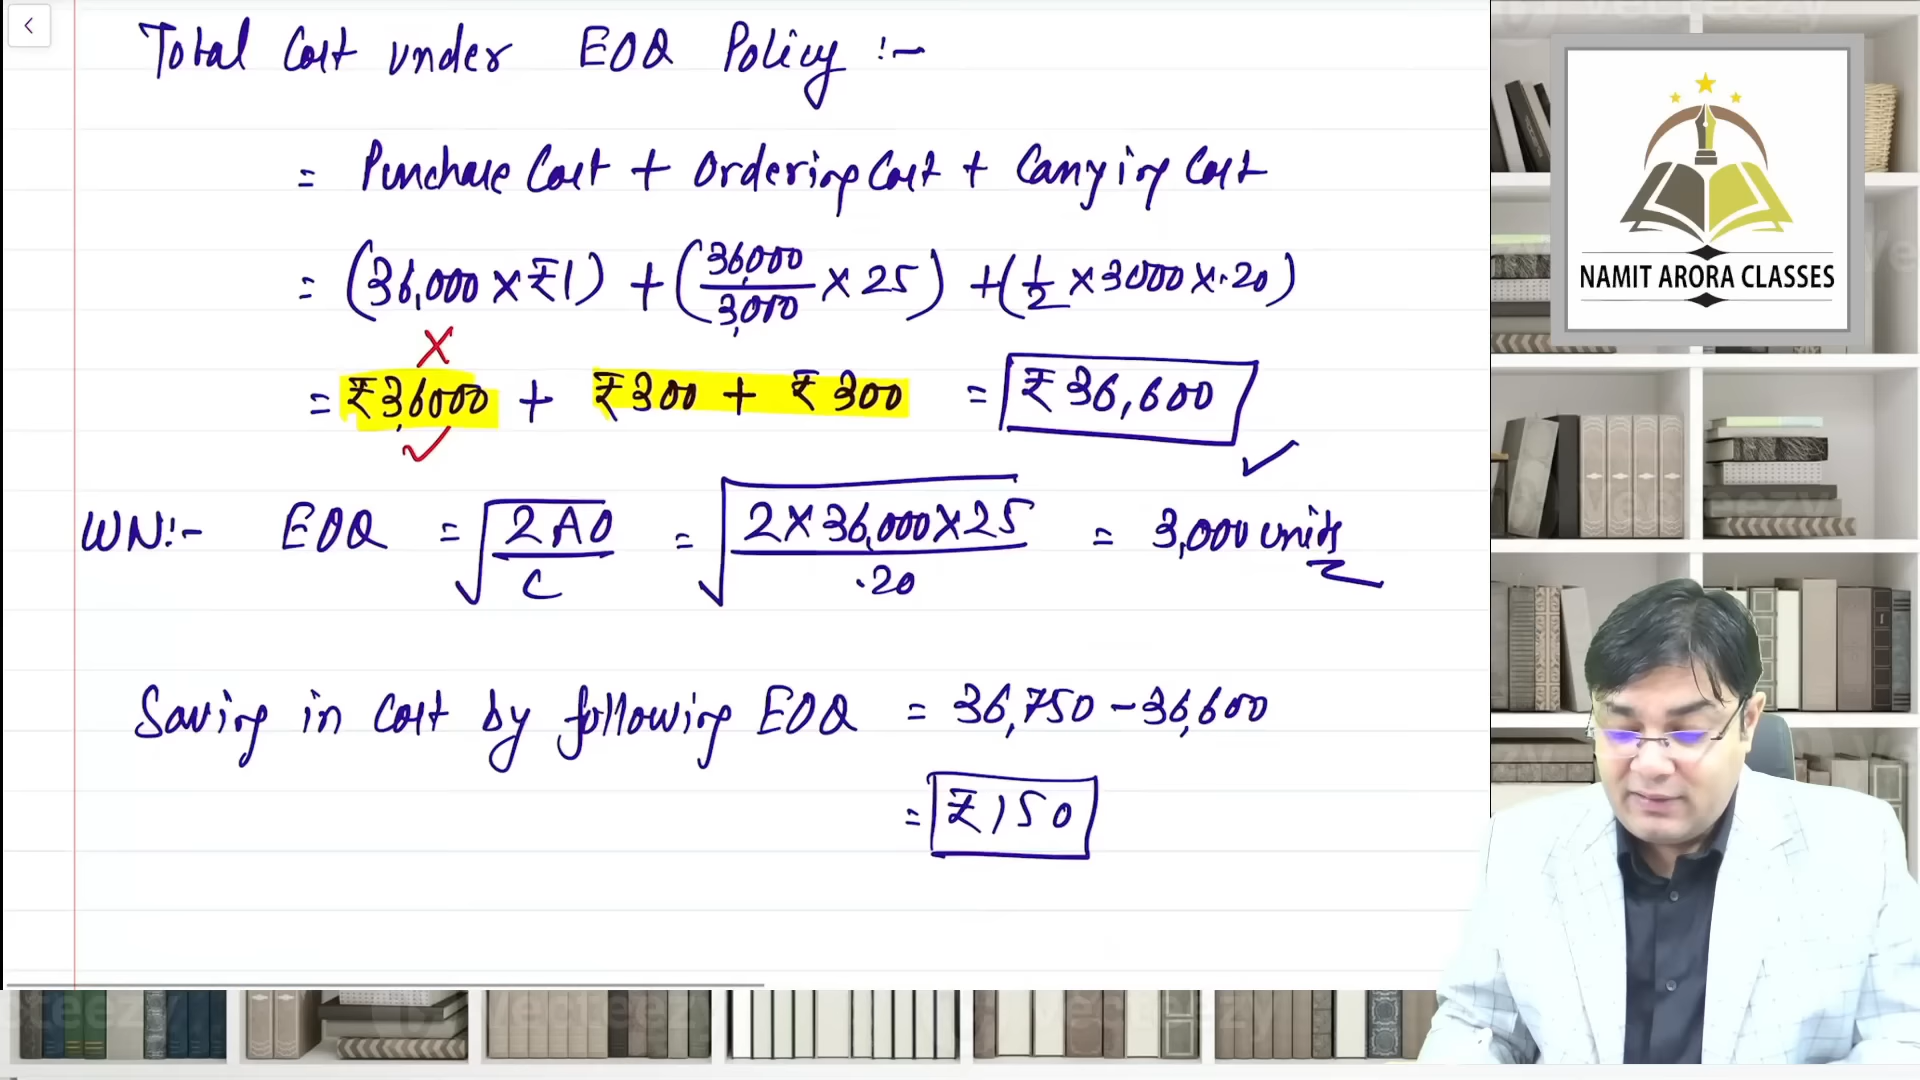 Total Cost under EOQ Policy :-
= Purchase Cost + Ordering Cost + Carrying Cost
= (36,000 × ₹1) + (36,000/3,000 × 25) + (1/2 × 3000 × .20)
×
= ₹36,000 + ₹300 + ₹300 = ₹36,600
✓ ✓
WN:- EOQ = √(2AO/C) = √(2×36,000×25/.20) = 3,000 units
Saving in Cost by following EOQ = 36,750 - 36,600
= ₹150
NAMIT ARORA CLASSES